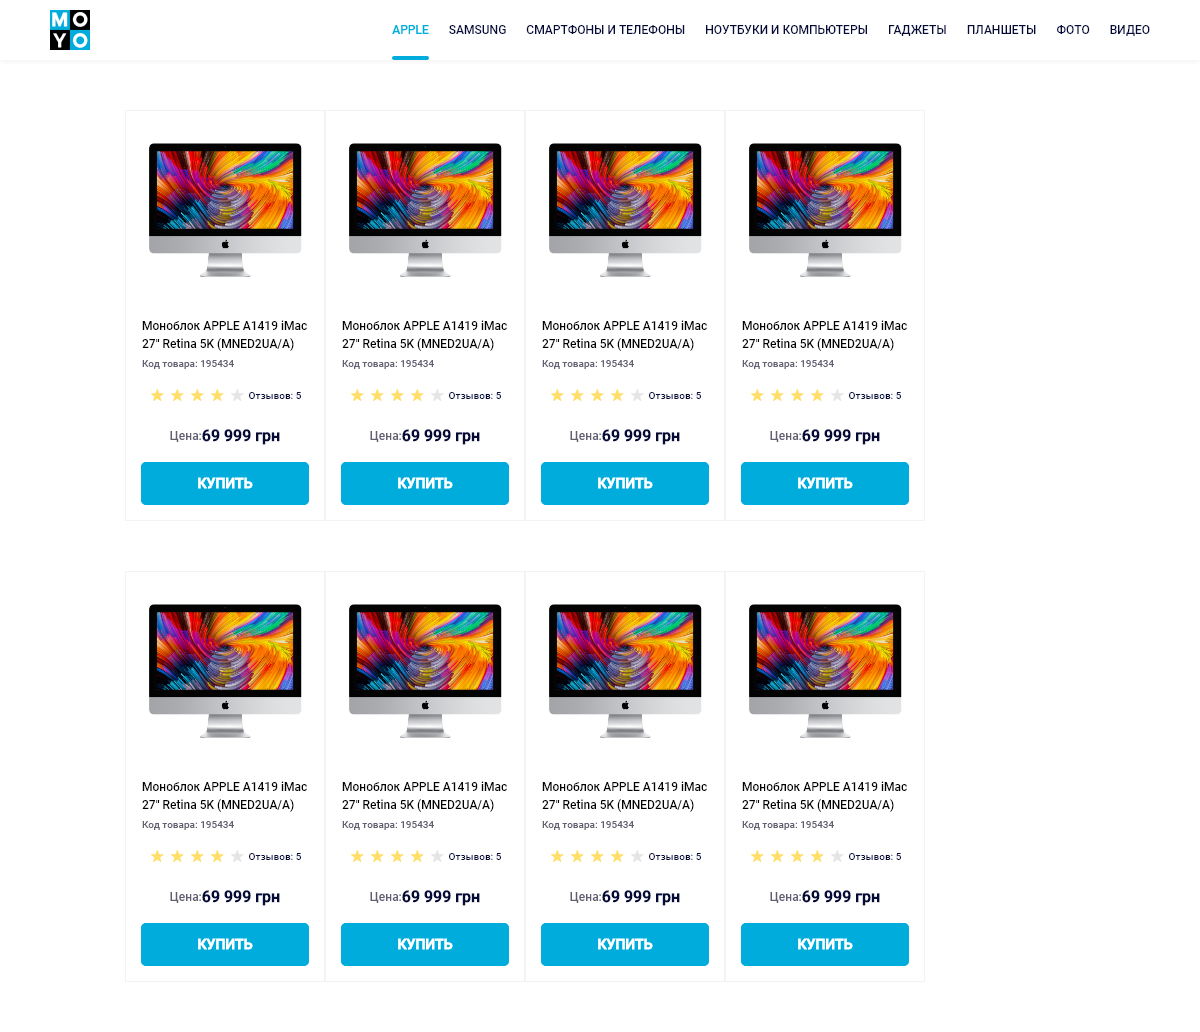 MO
YO
APPLE SAMSUNG СМАРТФОНЫ И ТЕЛЕФОНЫ НОУТБУКИ И КОМПЬЮТЕРЫ ГАДЖЕТЫ ПЛАНШЕТЫ ФОТО ВИДЕО
Моноблок APPLE A1419 iMac Моноблок APPLE A1419 iMac Моноблок APPLE A1419 iMac Моноблок APPLE A1419 iMac
27" Retina 5K (MNED2UA/A) 27" Retina 5K (MNED2UA/A) 27" Retina 5K (MNED2UA/A) 27" Retina 5K (MNED2UA/A)
Код товара: 195434 Код товара: 195434 Код товара: 195434 Код товара: 195434
Отзывов: 5 Отзывов: 5 Отзывов: 5 Отзывов: 5
Цена:69 999 грн Цена:69 999 грн Цена:69 999 грн Цена:69 999 грн
КУПИТЬ КУПИТЬ КУПИТЬ КУПИТЬ
Моноблок APPLE A1419 iMac Моноблок APPLE A1419 iMac Моноблок APPLE A1419 iMac Моноблок APPLE A1419 iMac
27" Retina 5K (MNED2UA/A) 27" Retina 5K (MNED2UA/A) 27" Retina 5K (MNED2UA/A) 27" Retina 5K (MNED2UA/A)
Код товара: 195434 Код товара: 195434 Код товара: 195434 Код товара: 195434
Отзывов: 5 Отзывов: 5 Отзывов: 5 Отзывов: 5
Цена:69 999 грн Цена:69 999 грн Цена:69 999 грн Цена:69 999 грн
КУПИТЬ КУПИТЬ КУПИТЬ КУПИТЬ